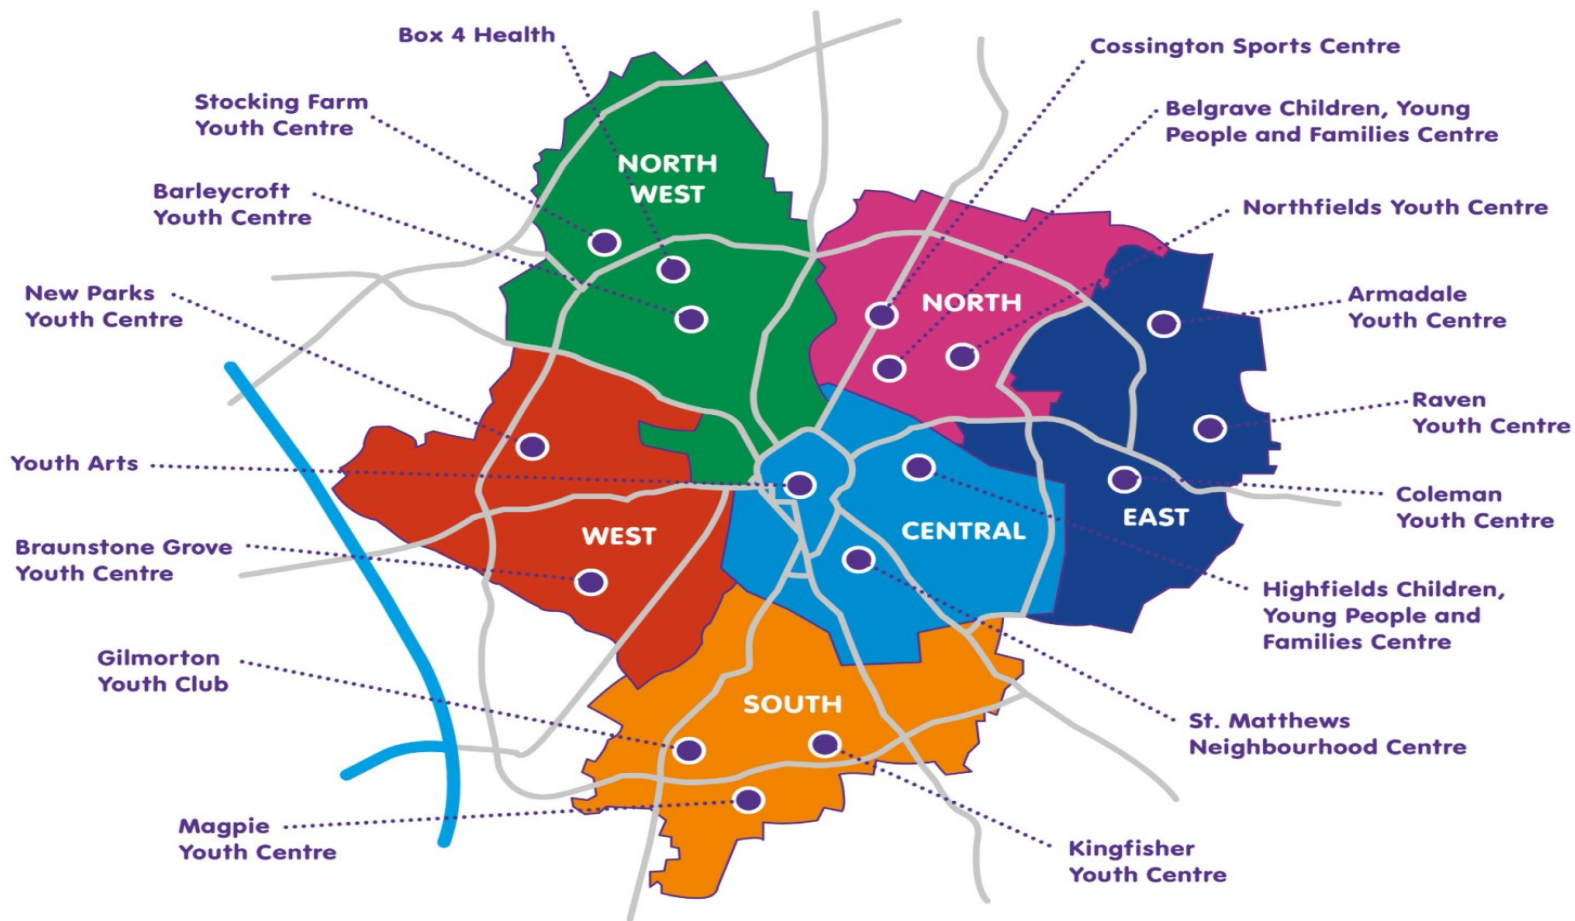 Box 4 Health
Cossington Sports Centre
Stocking Farm
Youth Centre
Belgrave Children, Young
People and Families Centre
NORTH
WEST
Barleycroft
Youth Centre
Northfields Youth Centre
New Parks
Youth Centre
NORTH
Armadale
Youth Centre
Raven
Youth Centre
Youth Arts
Coleman
Youth Centre
EAST
WEST
CENTRAL
Braunstone Grove
Youth Centre
Highfields Children,
Young People and
Families Centre
Gilmorton
Youth Club
SOUTH
St. Matthews
Neighbourhood Centre
Magpie
Youth Centre
Kingfisher
Youth Centre